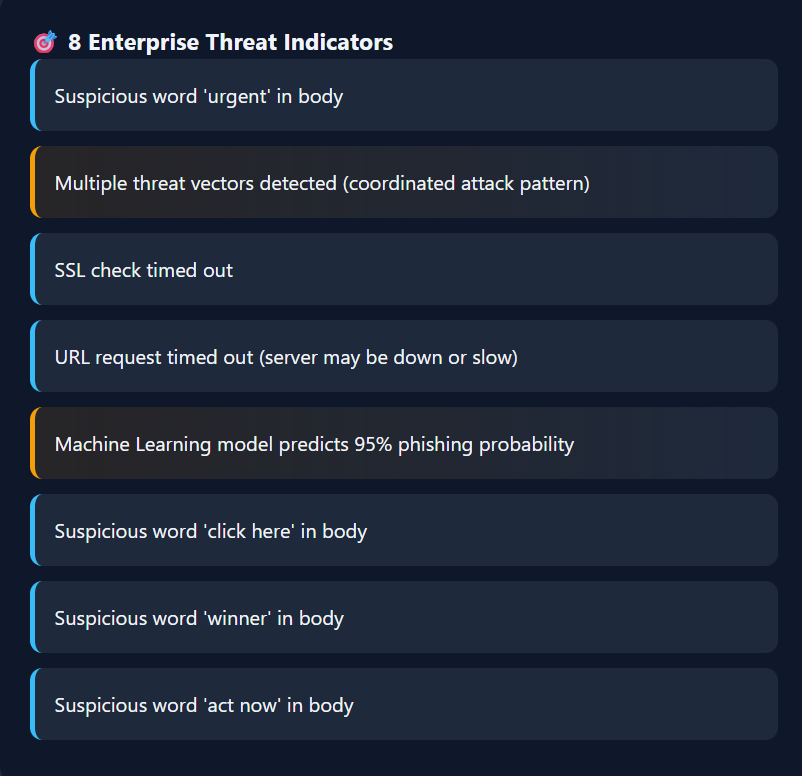 🎯 8 Enterprise Threat Indicators
Suspicious word 'urgent' in body
Multiple threat vectors detected (coordinated attack pattern)
SSL check timed out
URL request timed out (server may be down or slow)
Machine Learning model predicts 95% phishing probability
Suspicious word 'click here' in body
Suspicious word 'winner' in body
Suspicious word 'act now' in body